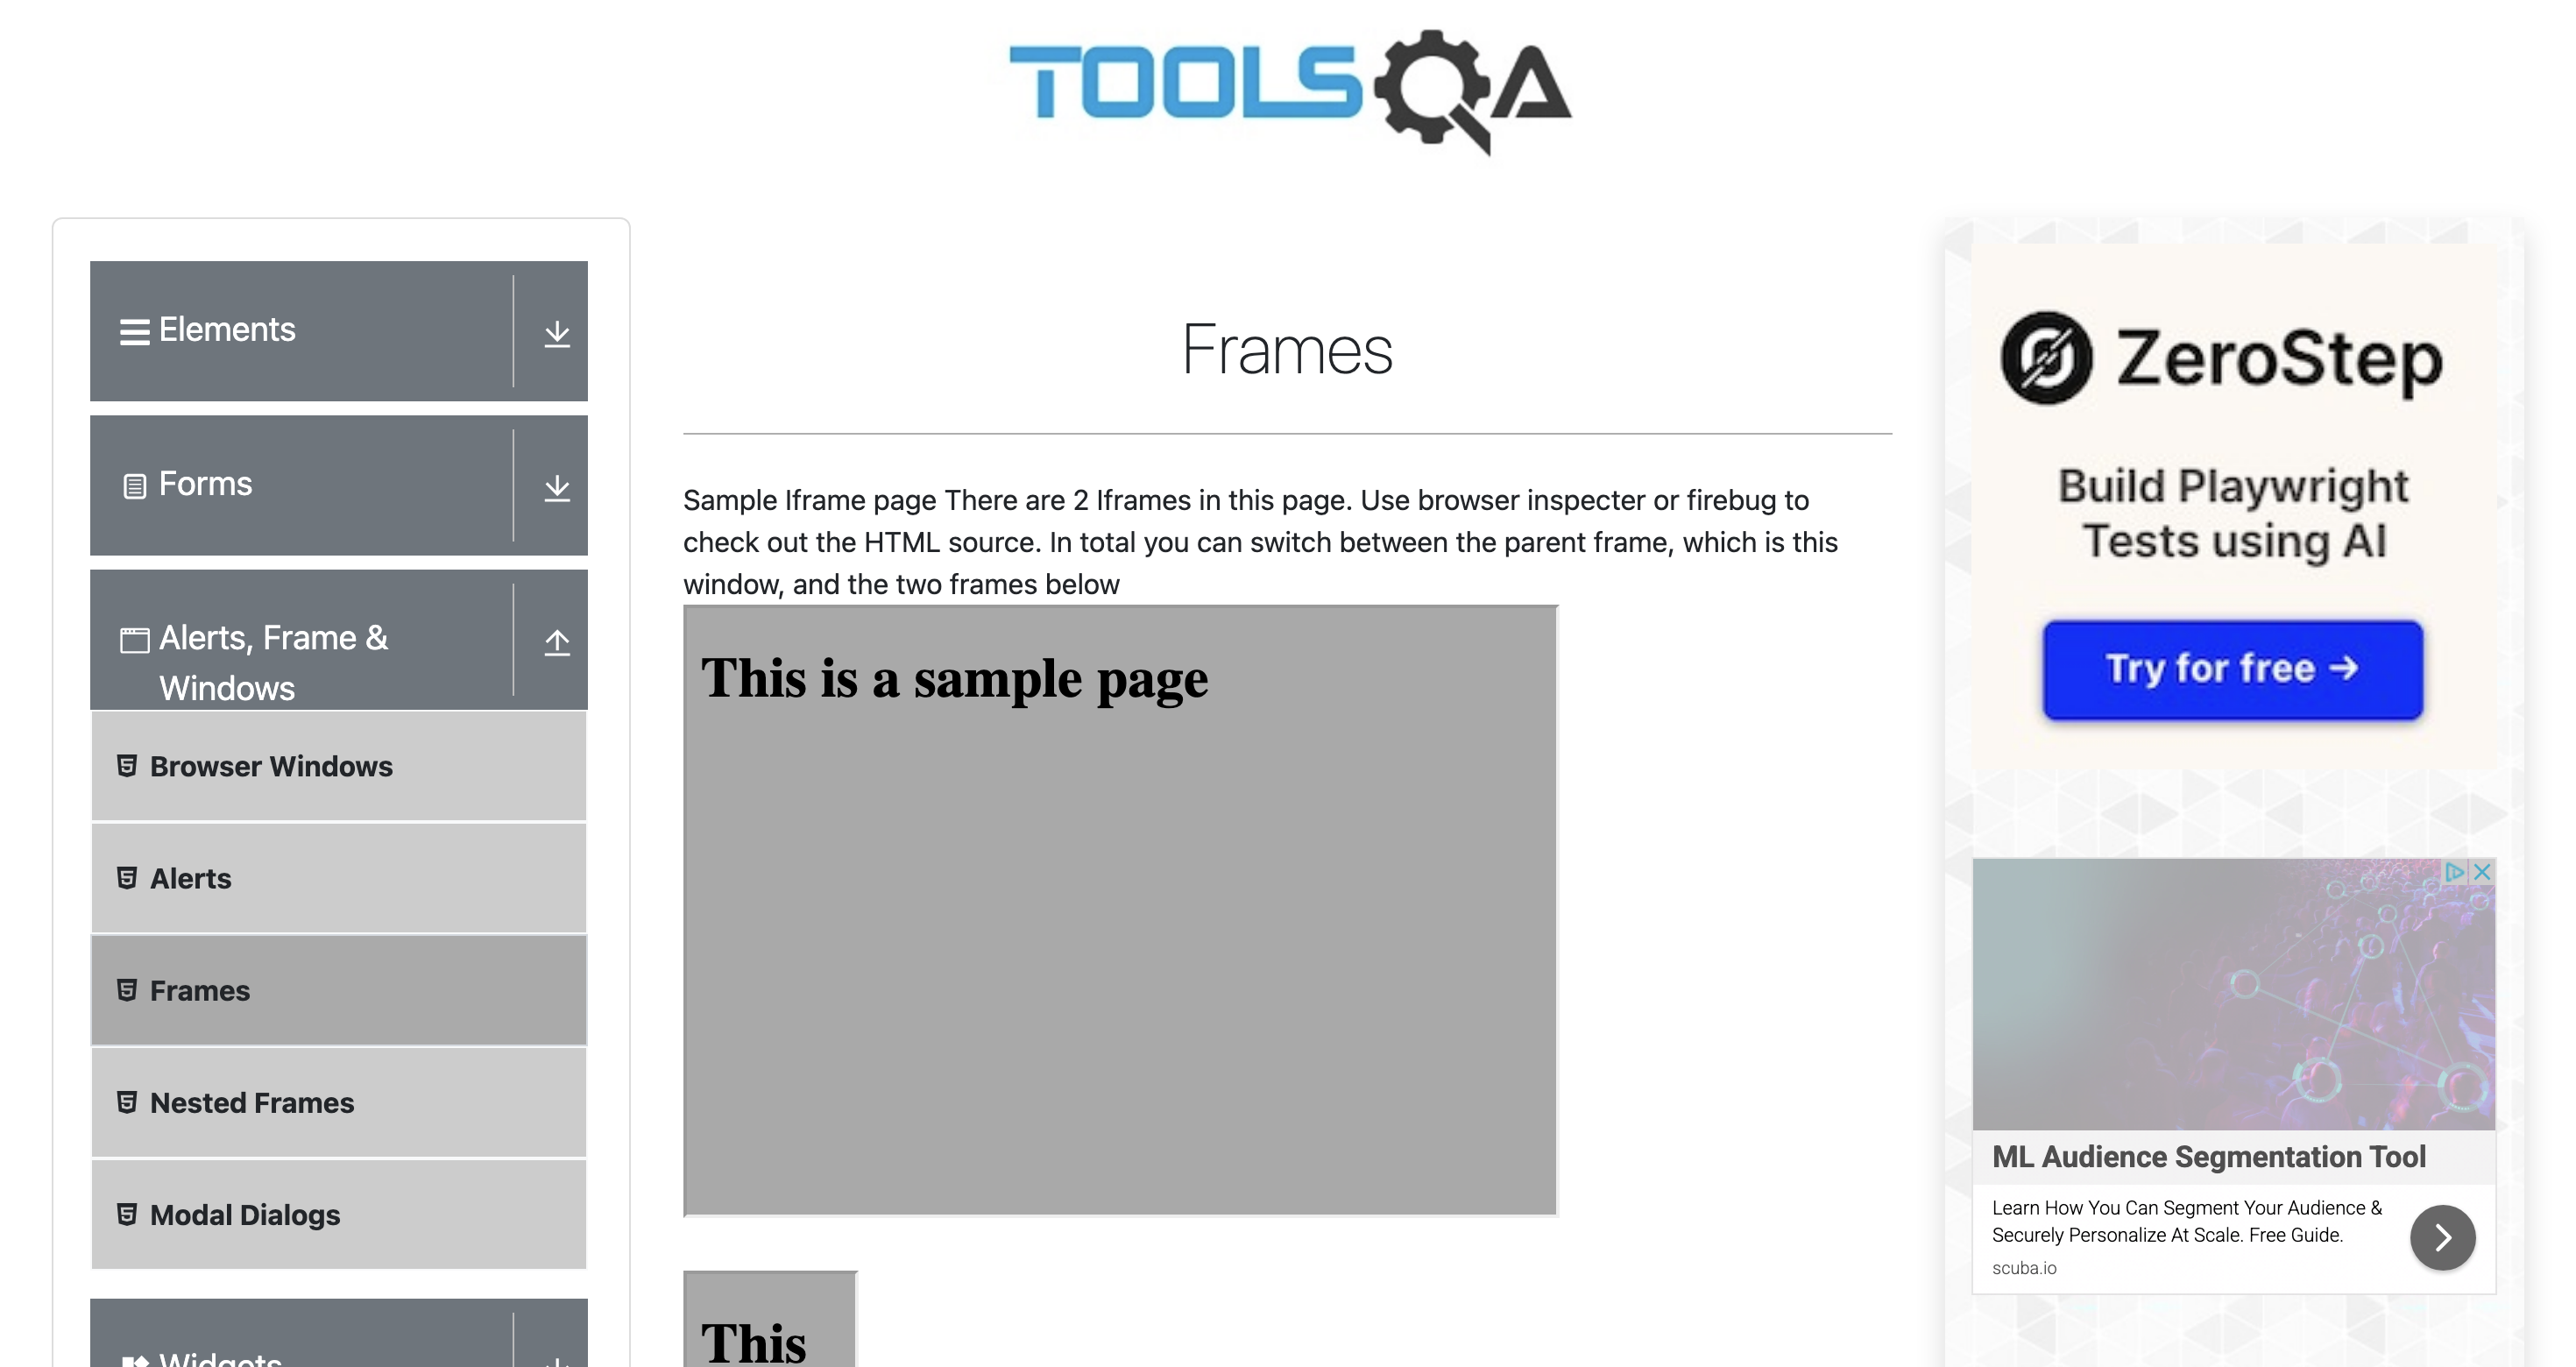 TOOLSQA
Elements
Forms
Alerts, Frame &
Windows
Browser Windows
Alerts
Frames
Nested Frames
Modal Dialogs
Widgets
Frames
Sample Iframe page There are 2 Iframes in this page. Use browser inspecter or firebug to
check out the HTML source. In total you can switch between the parent frame, which is this
window, and the two frames below
This is a sample page
This
ZeroStep
Build Playwright
Tests using AI
Try for free →
ML Audience Segmentation Tool
Learn How You Can Segment Your Audience &
Securely Personalize At Scale. Free Guide.
scuba.io